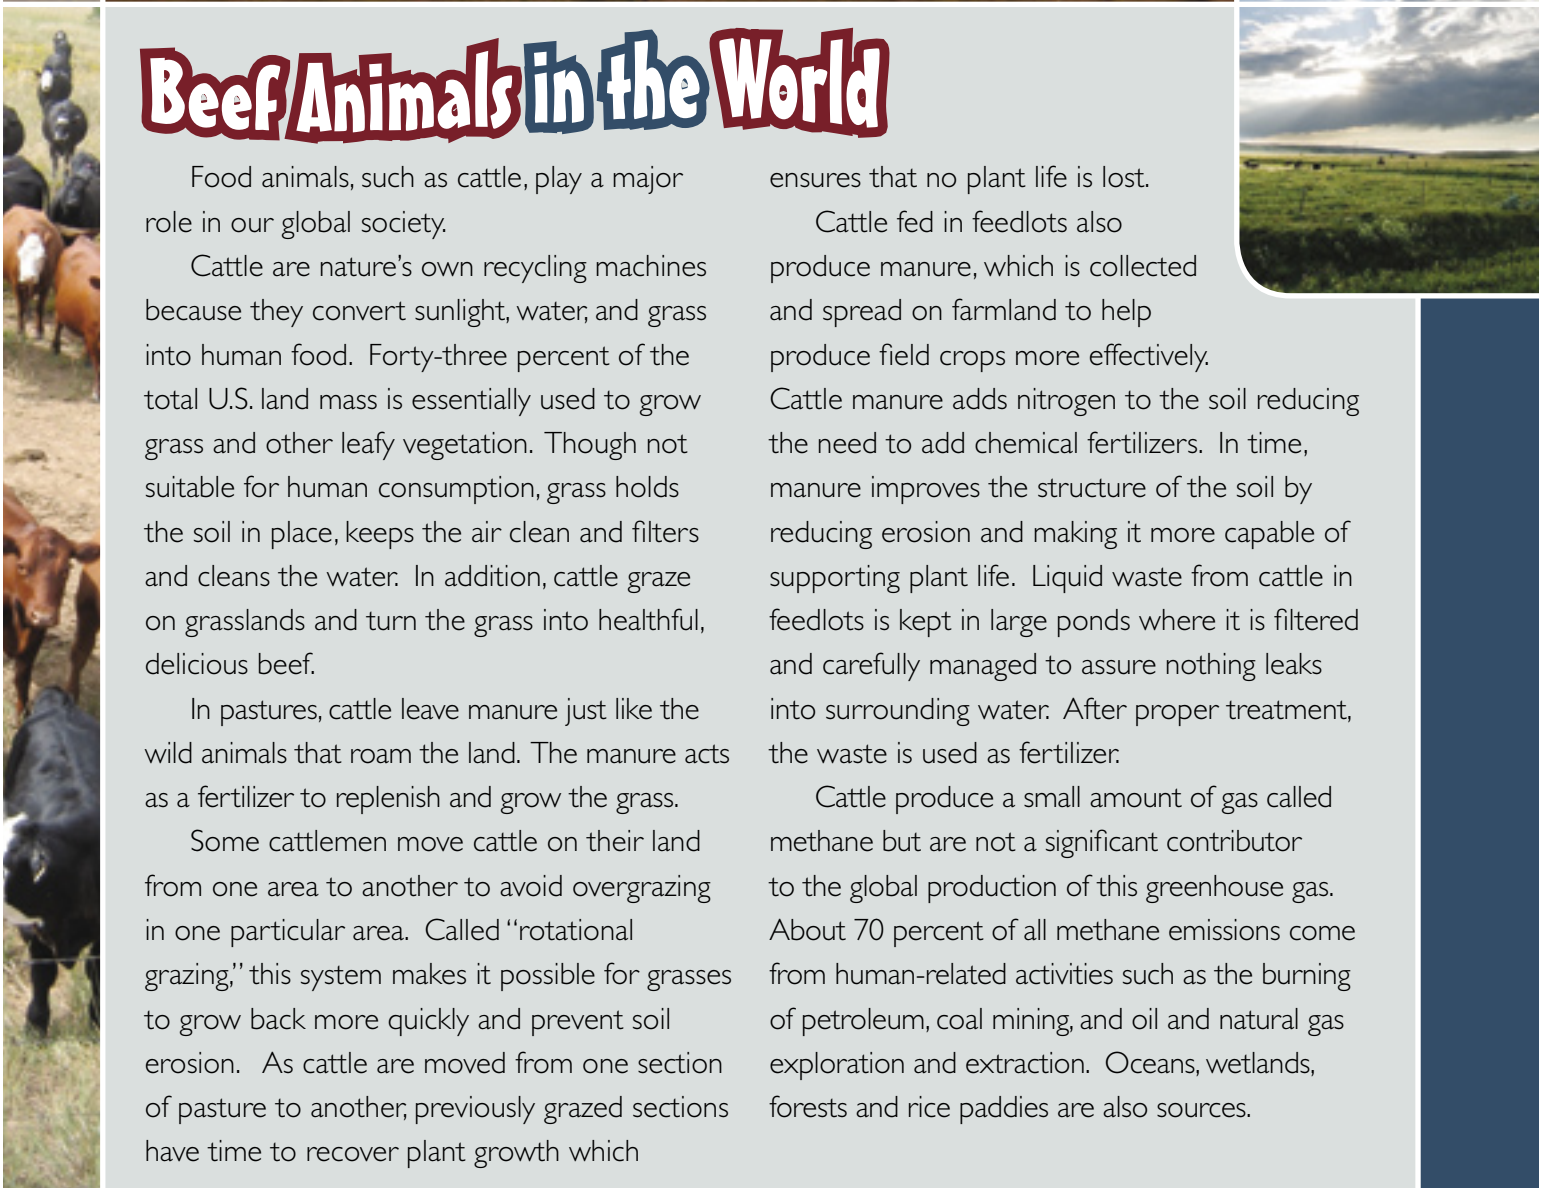 Beef Animals in the World
Food animals, such as cattle, play a major
role in our global society.
Cattle are nature's own recycling machines
because they convert sunlight, water, and grass
into human food.  Forty-three percent of the
total U.S. land mass is essentially used to grow
grass and other leafy vegetation.  Though not
suitable for human consumption, grass holds
the soil in place, keeps the air clean and filters
and cleans the water.  In addition, cattle graze
on grasslands and turn the grass into healthful,
delicious beef.
In pastures, cattle leave manure just like the
wild animals that roam the land.  The manure acts
as a fertilizer to replenish and grow the grass.
Some cattlemen move cattle on their land
from one area to another to avoid overgrazing
in one particular area.  Called “rotational
grazing,” this system makes it possible for grasses
to grow back more quickly and prevent soil
erosion.   As cattle are moved from one section
of pasture to another, previously grazed sections
have time to recover plant growth which
ensures that no plant life is lost.
Cattle fed in feedlots also
produce manure, which is collected
and spread on farmland to help
produce field crops more effectively.
Cattle manure adds nitrogen to the soil reducing
the need to add chemical fertilizers.  In time,
manure improves the structure of the soil by
reducing erosion and making it more capable of
supporting plant life.  Liquid waste from cattle in
feedlots is kept in large ponds where it is filtered
and carefully managed to assure nothing leaks
into surrounding water.  After proper treatment,
the waste is used as fertilizer.
Cattle produce a small amount of gas called
methane but are not a significant contributor
to the global production of this greenhouse gas.
About 70 percent of all methane emissions come
from human-related activities such as the burning
of petroleum, coal mining, and oil and natural gas
exploration and extraction.  Oceans, wetlands,
forests and rice paddies are also sources.